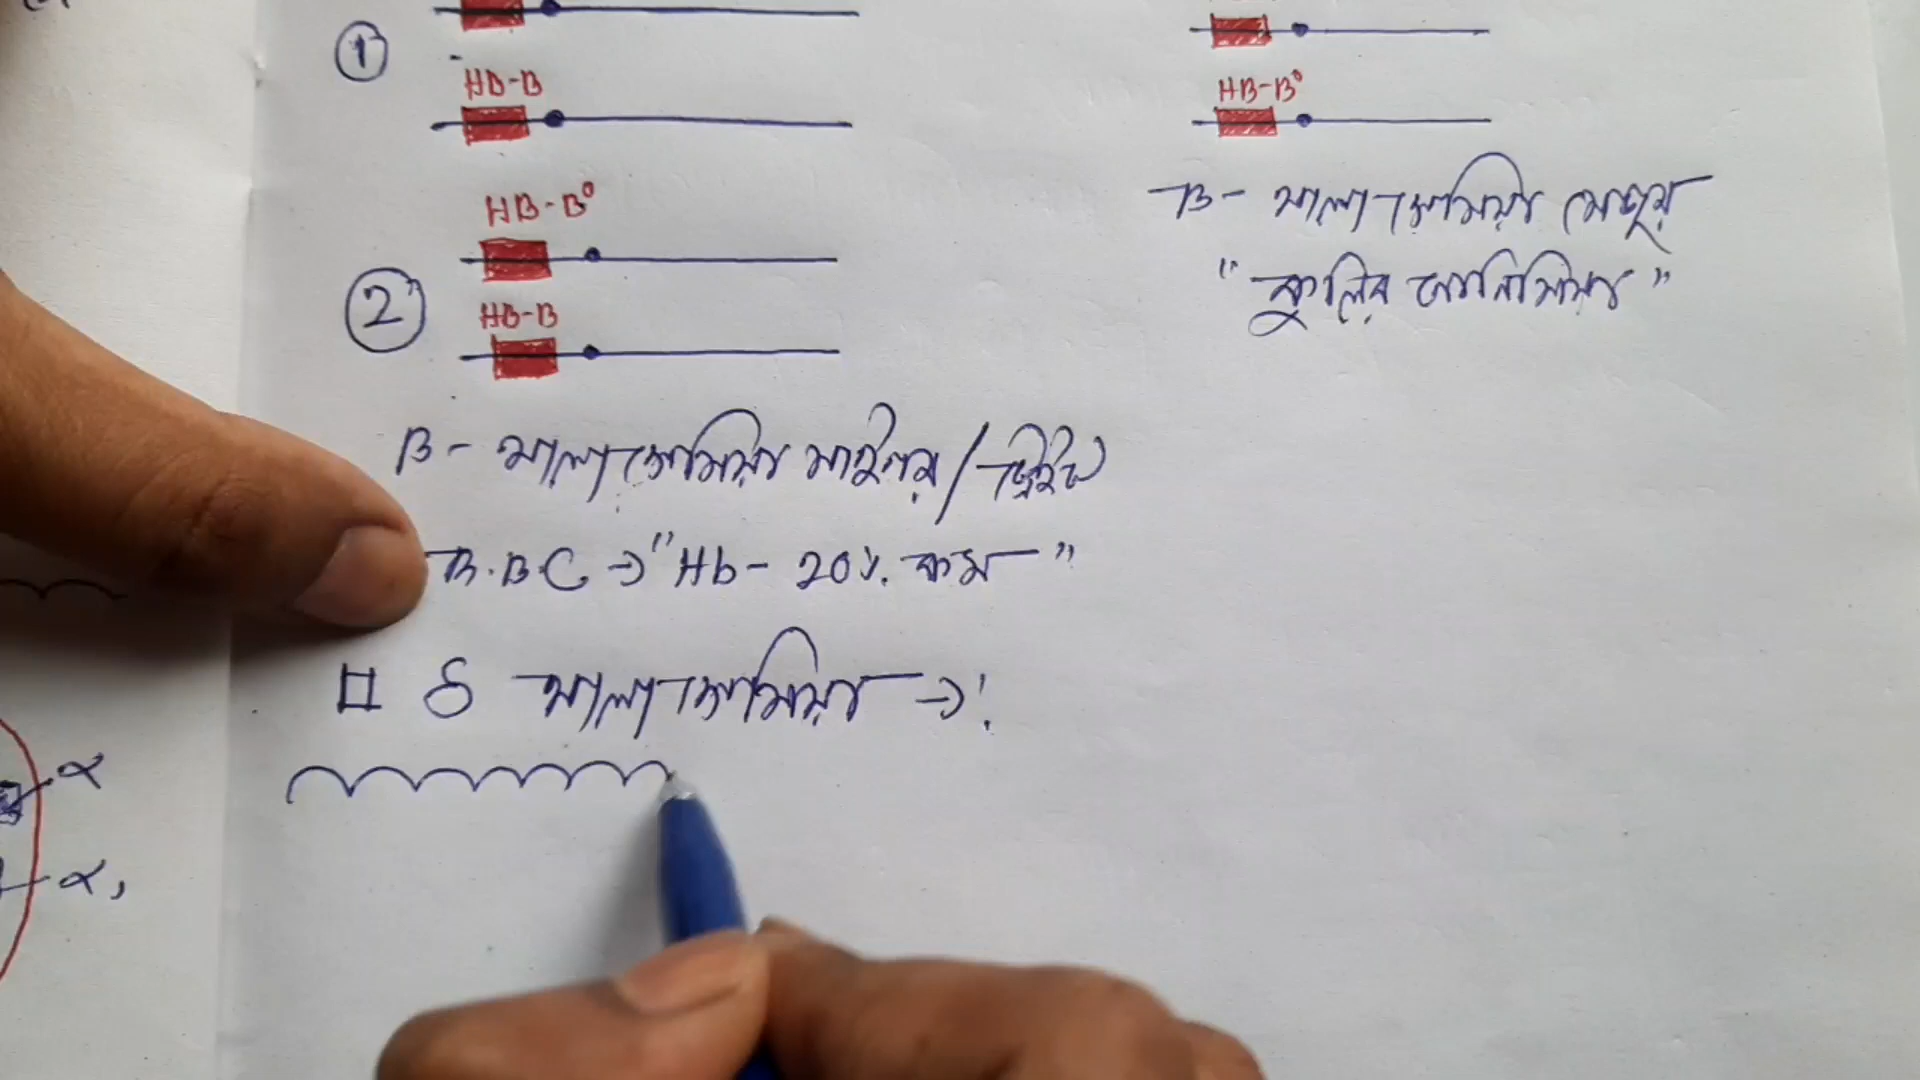 ①
HB-B
HB-B°
②
HB-B°
HB-B
B- থ্যালাসেমিয়া মেজর
"কুলির অ্যানিমিয়া"
B- থ্যালাসেমিয়া মাইনর/ট্রেইট
R.B.C → "Hb- 20% কম"
δ থ্যালাসেমিয়া →:
α
α,